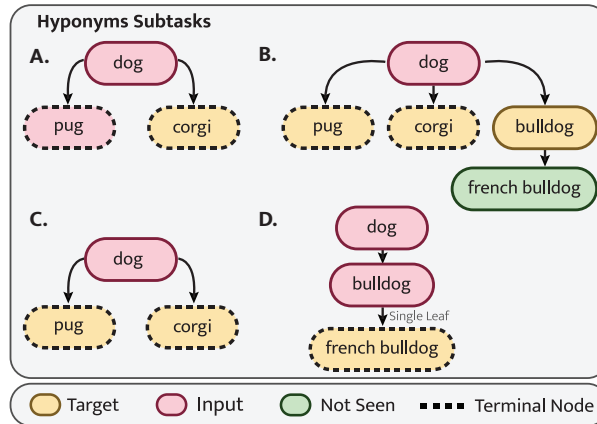 Hyponyms Subtasks
A.
dog
pug
corgi
B.
dog
pug
corgi
bulldog
french bulldog
C.
dog
pug
corgi
D.
dog
bulldog
Single Leaf
french bulldog
Target
Input
Not Seen
Terminal Node